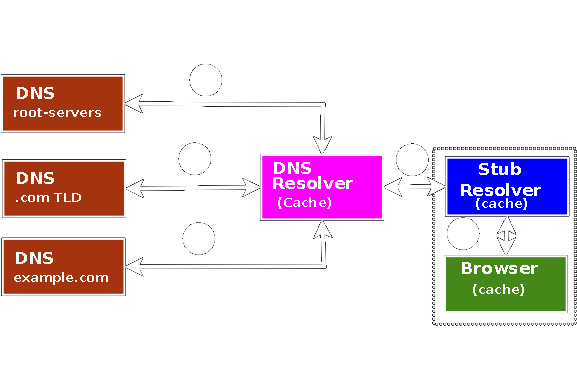 DNS
root-servers
DNS
.com TLD
DNS
example.com
DNS
Resolver
(Cache)
Stub
Resolver
(cache)
Browser
(cache)